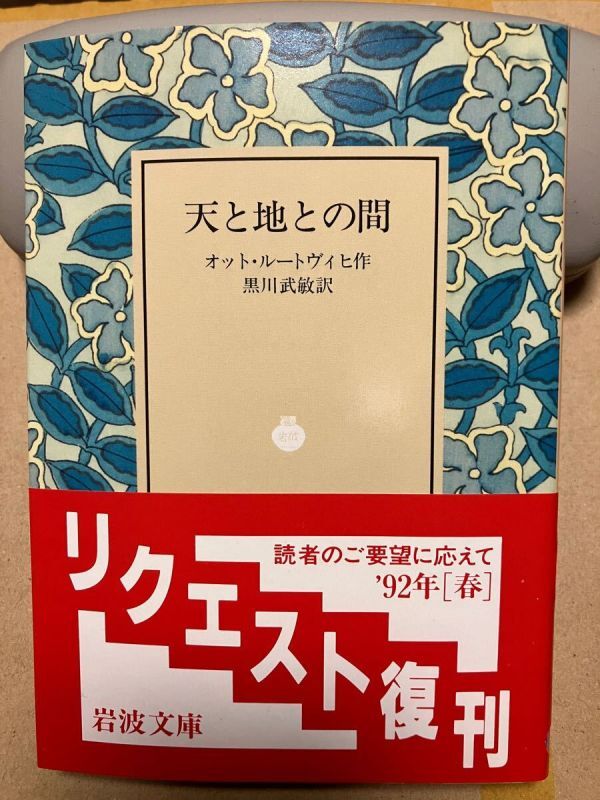 天と地との間
オット・ルートヴィヒ作
黒川武敏訳
岩波
読者のご要望に応えて
'92年[春]
リクエスト復刊
岩波文庫